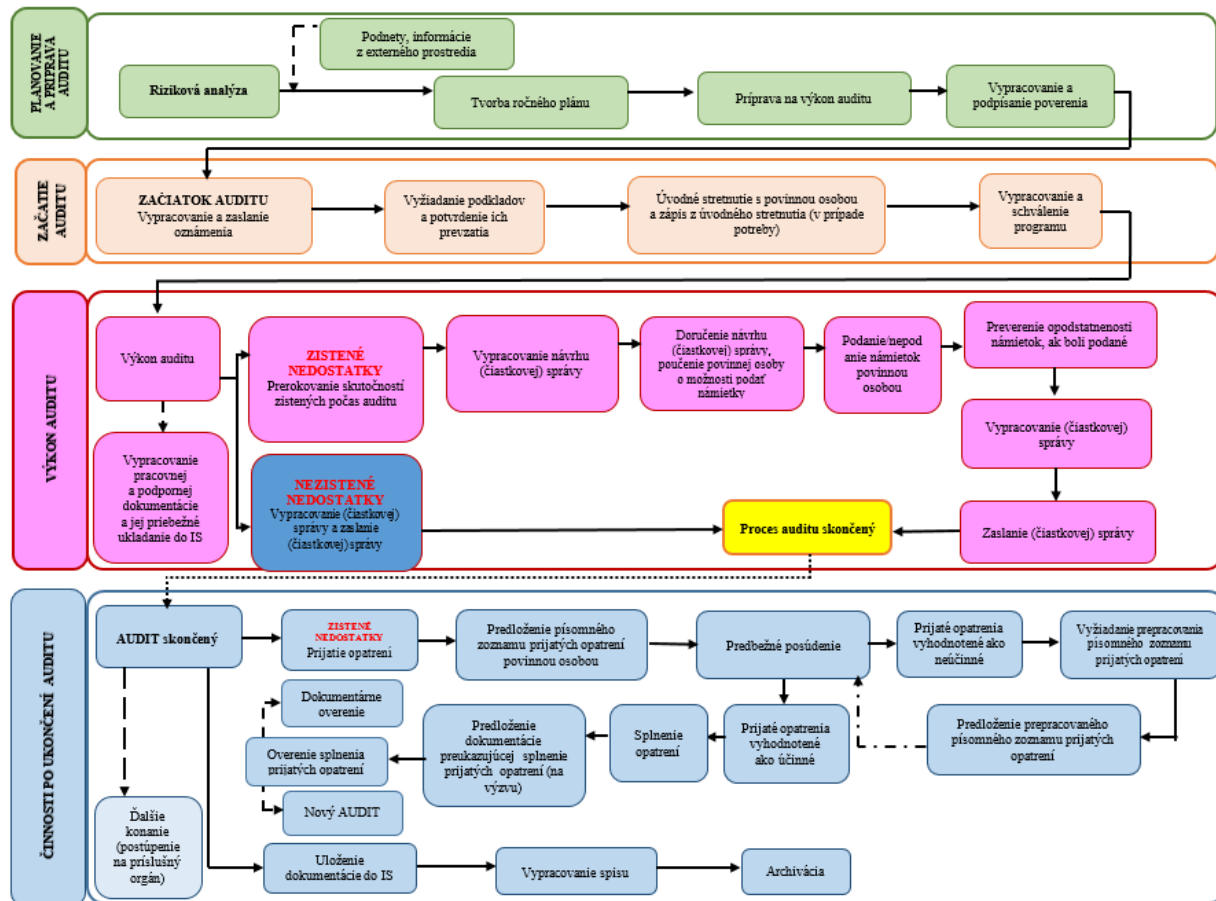 PLÁNOVANIE
A PRÍPRAVA
AUDITU
Podnety, informácie
z externého prostredia
Riziková analýza
Tvorba ročného plánu
Príprava na výkon auditu
Vypracovanie a
podpísanie poverenia
ZAČATIE
AUDITU
ZAČIATOK AUDITU
Vypracovanie a zaslanie
oznámenia
Vyžiadanie podkladov
a potvrdenie ich
prevzatia
Úvodné stretnutie s povinnou osobou
a zápis z úvodného stretnutia (v prípade
potreby)
Vypracovanie a
schválenie
programu
VÝKON AUDITU
Výkon auditu
ZISTENÉ
NEDOSTATKY
Prerokovanie skutočností
zistených počas auditu
Vypracovanie návrhu
(čiastkovej) správy
Doručenie návrhu
(čiastkovej) správy,
poučenie povinnej osoby
o možnosti podať
námietky
Podanie/nepod
anie námietok
povinnou
osobou
Preverenie opodstatnenosti
námietok, ak boli podané
Vypracovanie
pracovnej
a podpornej
dokumentácie
a jej priebežné
ukladanie do IS
NEZISTENÉ
NEDOSTATKY
Vypracovanie (čiastkovej)
správy a zaslanie
(čiastkovej) správy
Proces auditu skončený
Vypracovanie (čiastkovej)
správy
Zaslanie (čiastkovej) správy
ČINNOSTI PO UKONČENÍ AUDITU
AUDIT skončený
ZISTENÉ
NEDOSTATKY
Prijatie opatrení
Predloženie písomného
zoznamu prijatých opatrení
povinnou osobou
Predbežné posúdenie
Prijaté opatrenia
vyhodnotené ako
neúčinné
Vyžiadanie prepracovania
písomného zoznamu
prijatých opatrení
Dokumentárne
overenie
Overenie splnenia
prijatých opatrení
Nový AUDIT
Predloženie
dokumentácie
preukazujúcej splnenie
prijatých opatrení (na
výzvu)
Splnenie
opatrení
Prijaté opatrenia
vyhodnotené
ako účinné
Predloženie prepracovaného
písomného zoznamu prijatých
opatrení
Ďalšie
konanie
(postúpenie
na príslušný
orgán)
Uloženie
dokumentácie do IS
Vypracovanie spisu
Archivácia